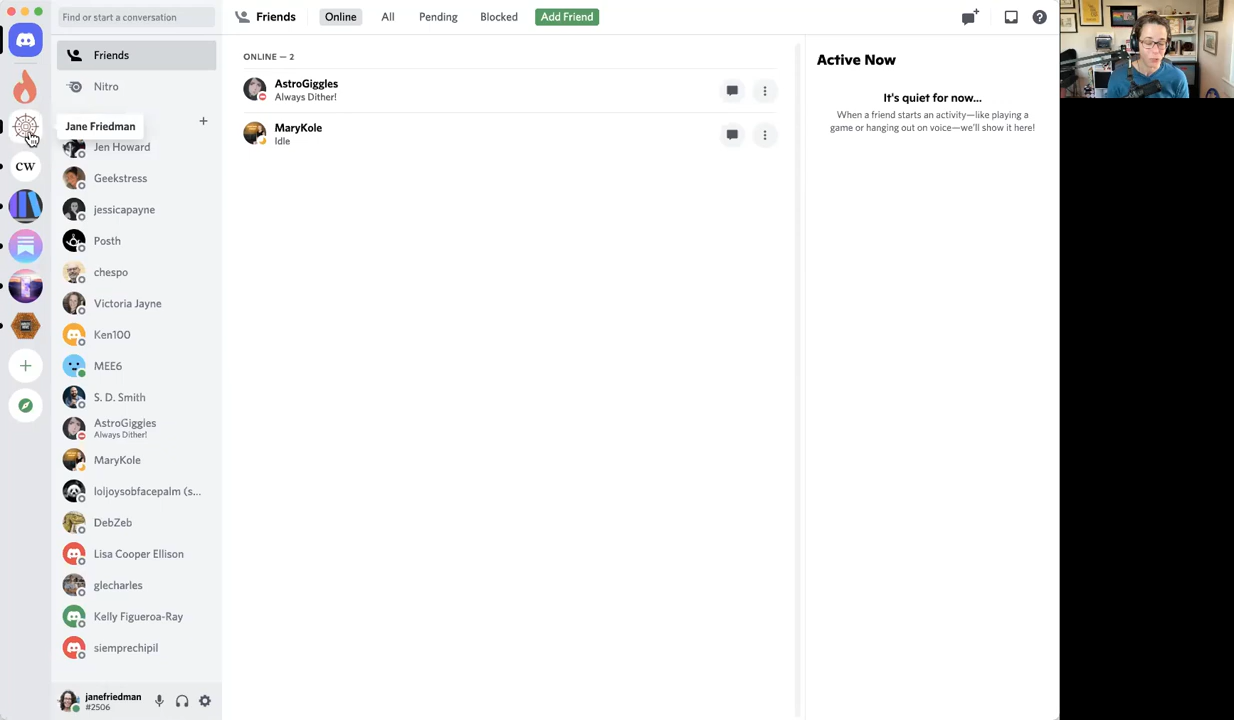 Find or start a conversation
Friends
Nitro
Jane Friedman
Jen Howard
Geekstress
jessicapayne
Posth
chespo
Victoria Jayne
Ken100
MEE6
S. D. Smith
AstroGiggles
Always Dither!
MaryKole
loljoysobfacepalm (s...
DebZeb
Lisa Cooper Ellison
glecharles
Kelly Figueroa-Ray
siemprechipil
janefriedman
#2506
CW
Friends
Online
All
Pending
Blocked
Add Friend
ONLINE — 2
AstroGiggles
Always Dither!
MaryKole
Idle
Active Now
It's quiet for now...
When a friend starts an activity—like playing a
game or hanging out on voice—we'll show it here!